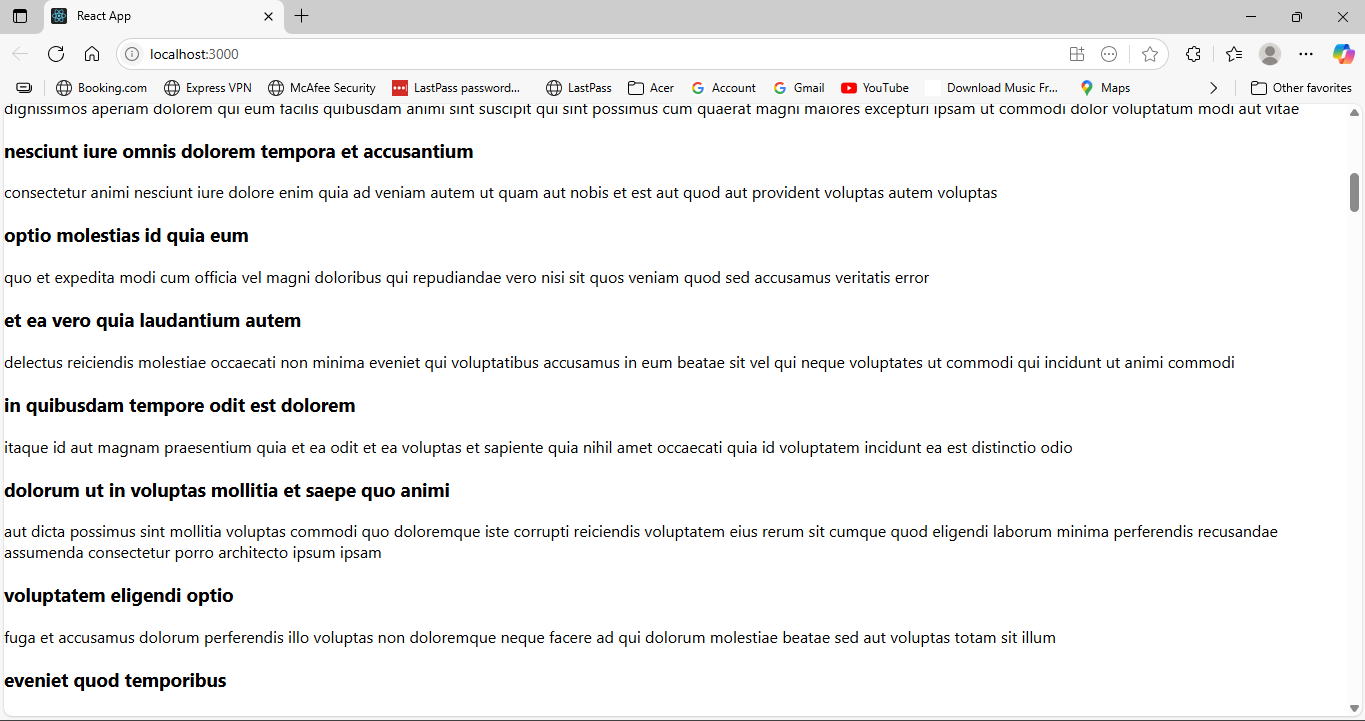 React App
localhost:3000
Booking.com Express VPN McAfee Security LastPass password... LastPass Acer Account Gmail YouTube Download Music Fr... Maps Other favorites
dignissimos aperiam dolorem qui eum facilis quibusdam animi sint suscipit qui sint possimus cum quaerat magni maiores excepturi ipsam ut commodi dolor voluptatum modi aut vitae
nesciunt iure omnis dolorem tempora et accusantium
consectetur animi nesciunt iure dolore enim quia ad veniam autem ut quam aut nobis et est aut quod aut provident voluptas autem voluptas
optio molestias id quia eum
quo et expedita modi cum officia vel magni doloribus qui repudiandae vero nisi sit quos veniam quod sed accusamus veritatis error
et ea vero quia laudantium autem
delectus reiciendis molestiae occaecati non minima eveniet qui voluptatibus accusamus in eum beatae sit vel qui neque voluptates ut commodi qui incidunt ut animi commodi
in quibusdam tempore odit est dolorem
itaque id aut magnam praesentium quia et ea odit et ea voluptas et sapiente quia nihil amet occaecati quia id voluptatem incidunt ea est distinctio odio
dolorum ut in voluptas mollitia et saepe quo animi
aut dicta possimus sint mollitia voluptas commodi quo doloremque iste corrupti reiciendis voluptatem eius rerum sit cumque quod eligendi laborum minima perferendis recusandae
assumenda consectetur porro architecto ipsum ipsam
voluptatem eligendi optio
fuga et accusamus dolorum perferendis illo voluptas non doloremque neque facere ad qui dolorum molestiae beatae sed aut voluptas totam sit illum
eveniet quod temporibus